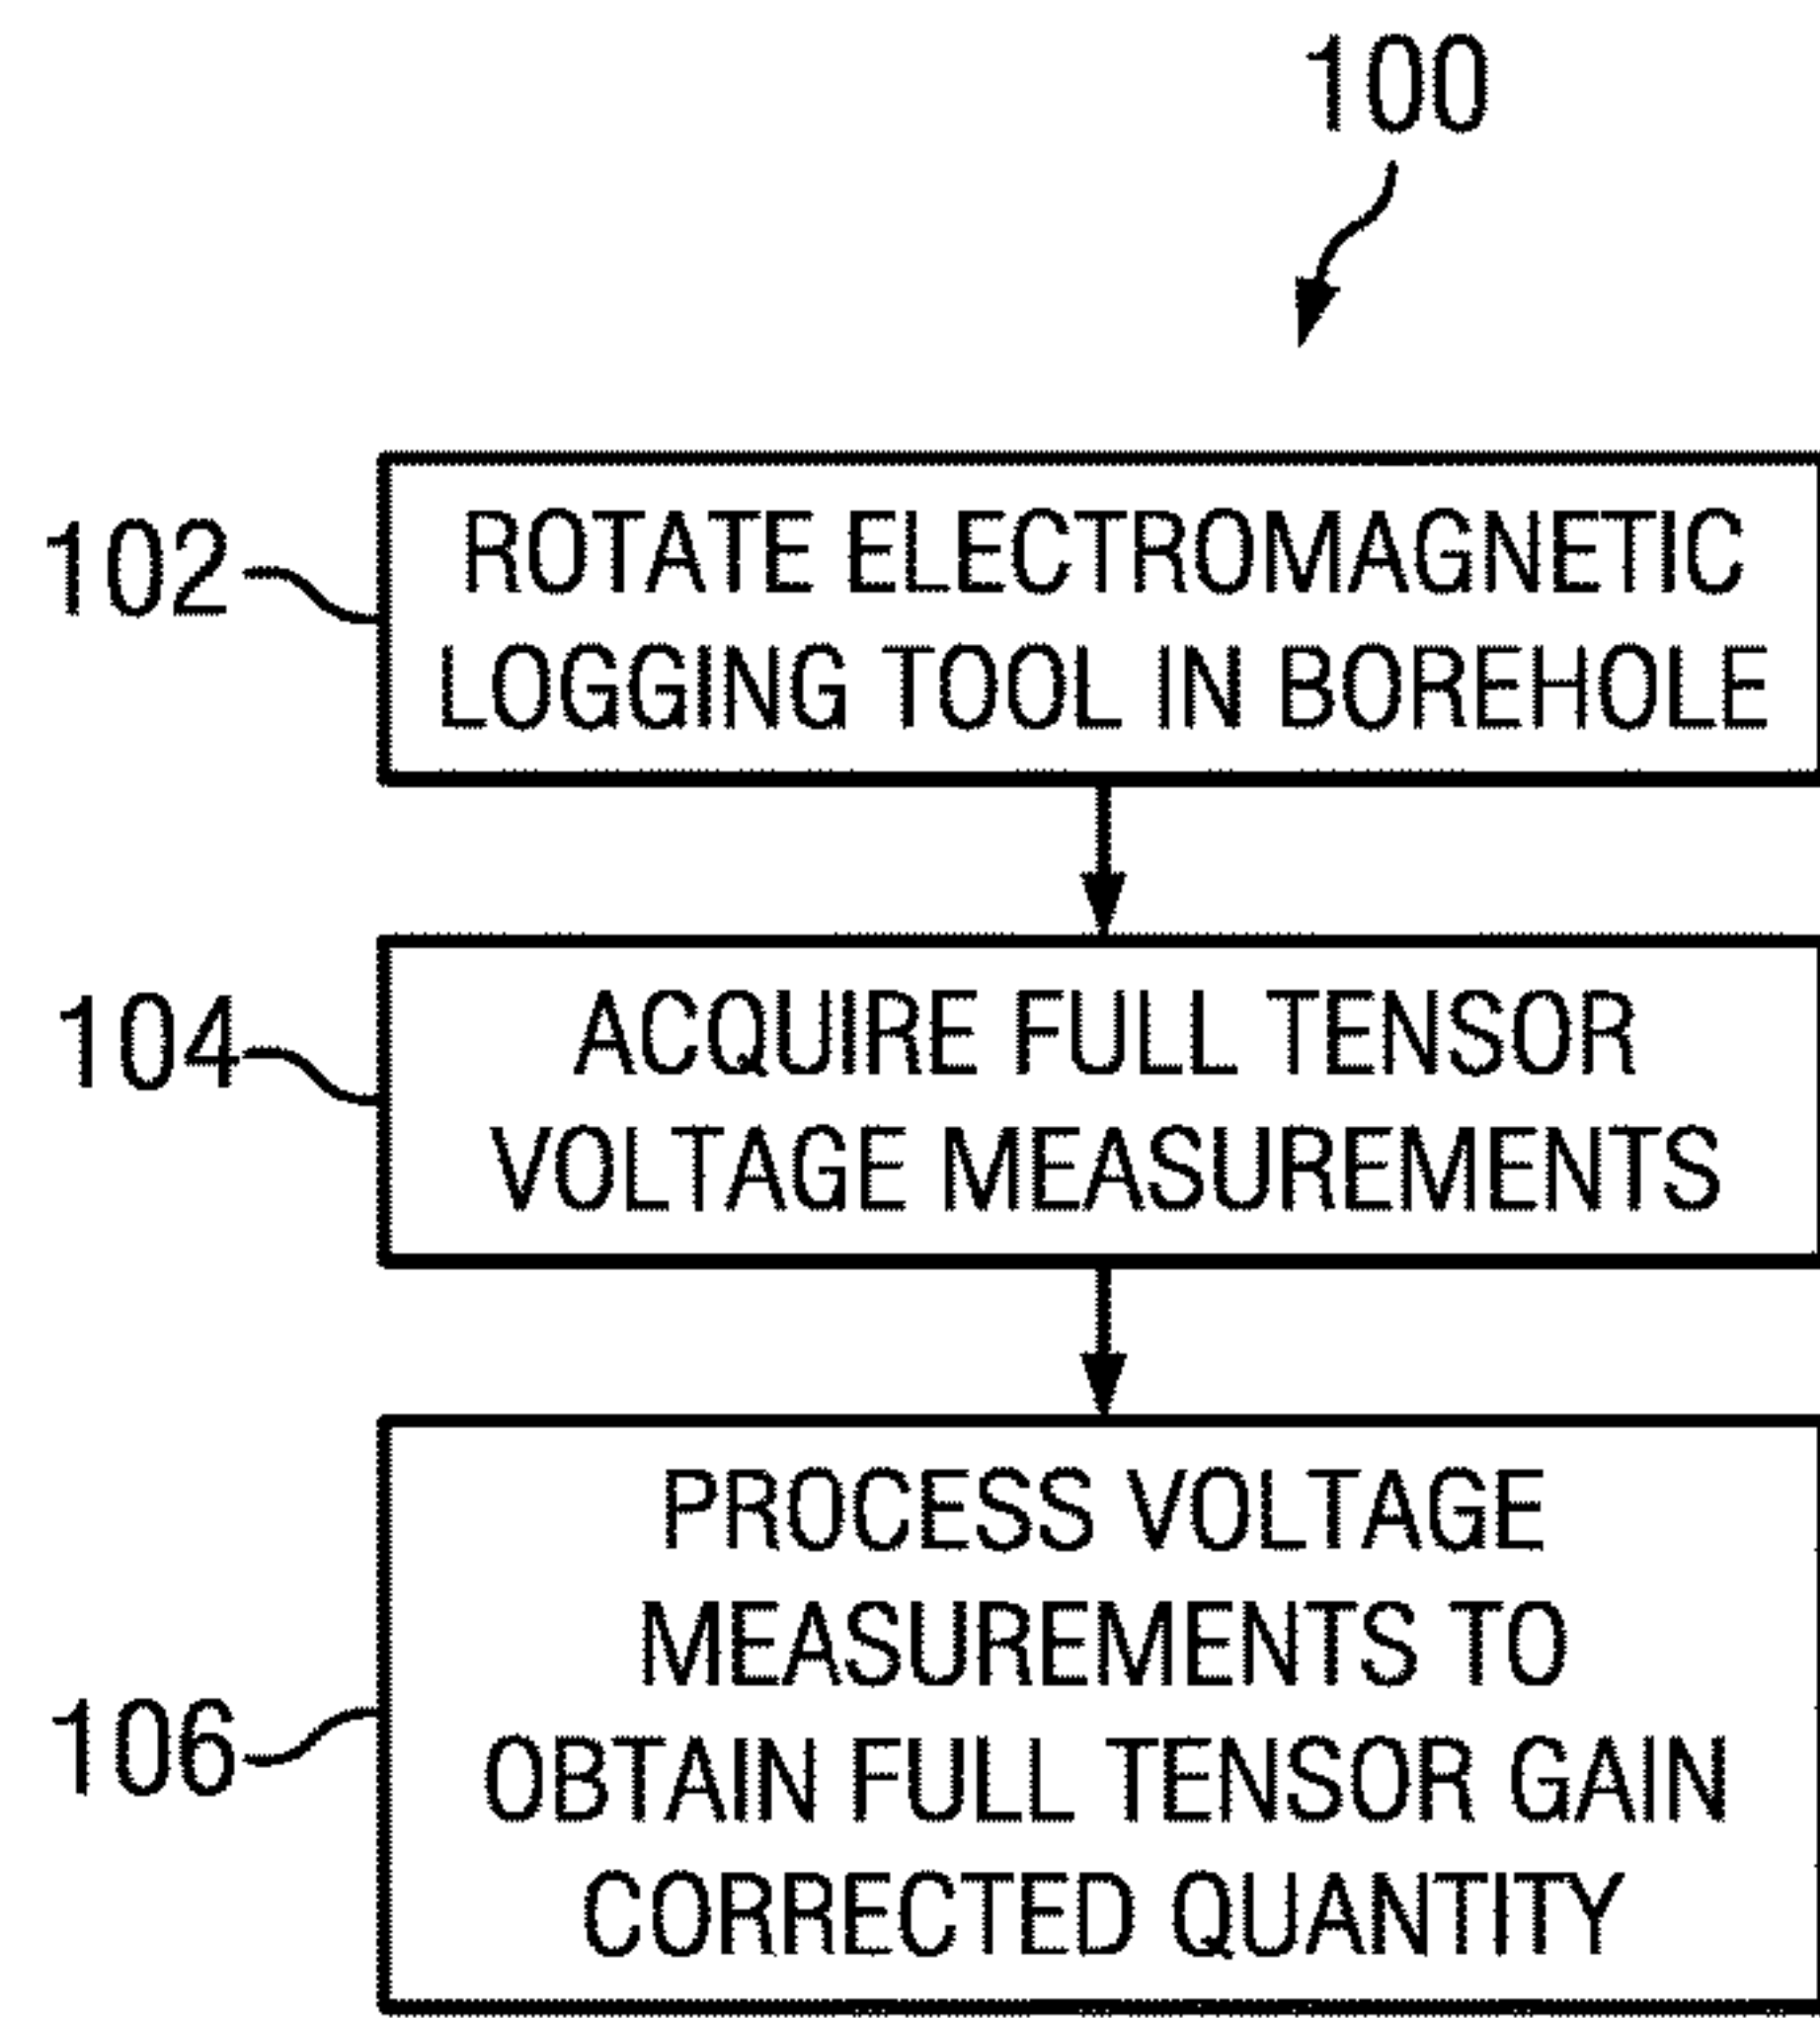 100
102
ROTATE ELECTROMAGNETIC
LOGGING TOOL IN BOREHOLE
104
ACQUIRE FULL TENSOR
VOLTAGE MEASUREMENTS
106
PROCESS VOLTAGE
MEASUREMENTS TO
OBTAIN FULL TENSOR GAIN
CORRECTED QUANTITY